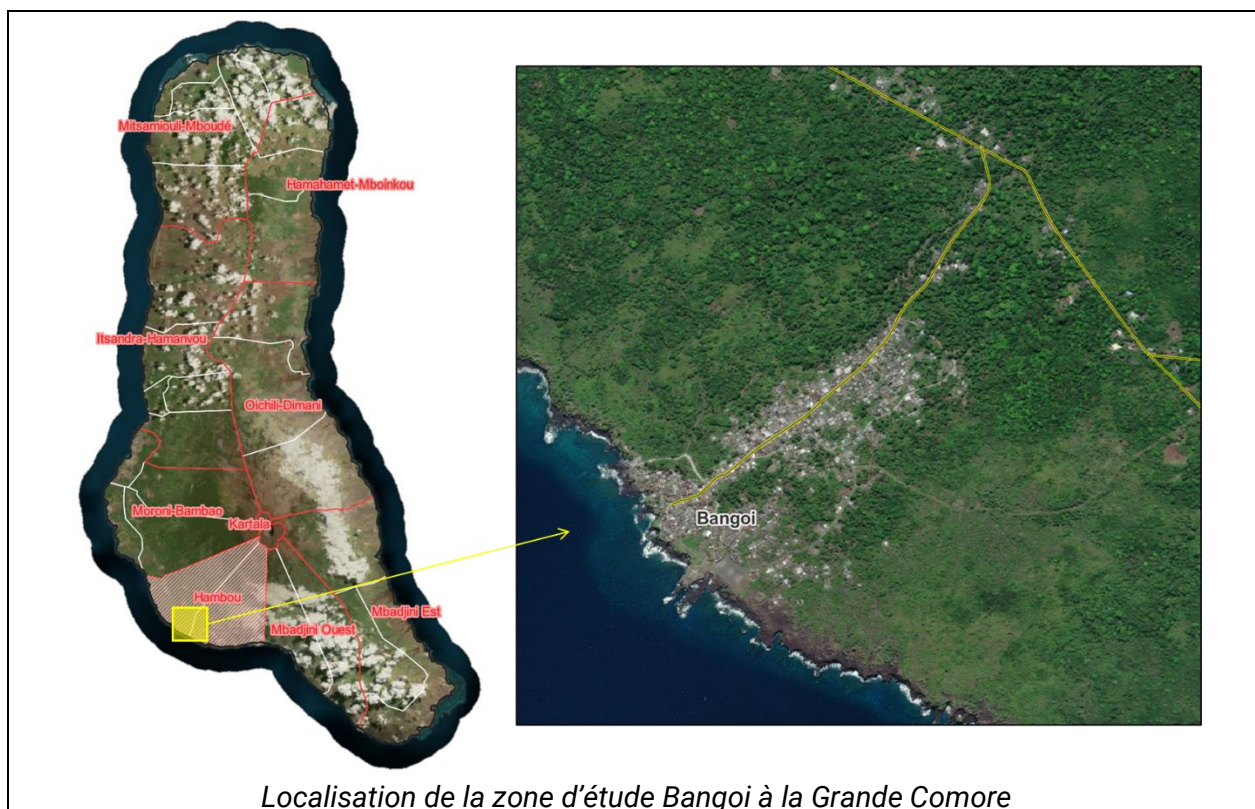 Mitsamiouli-Mboudé
Hamahamet-Mboinkou
Itsandra-Hamanvou
Oichili-Dimani
Moroni-Bambao
Kartala
Hambou
Mbadjini Est
Mbadjini Ouest
Bangoi
Localisation de la zone d'étude Bangoi à la Grande Comore